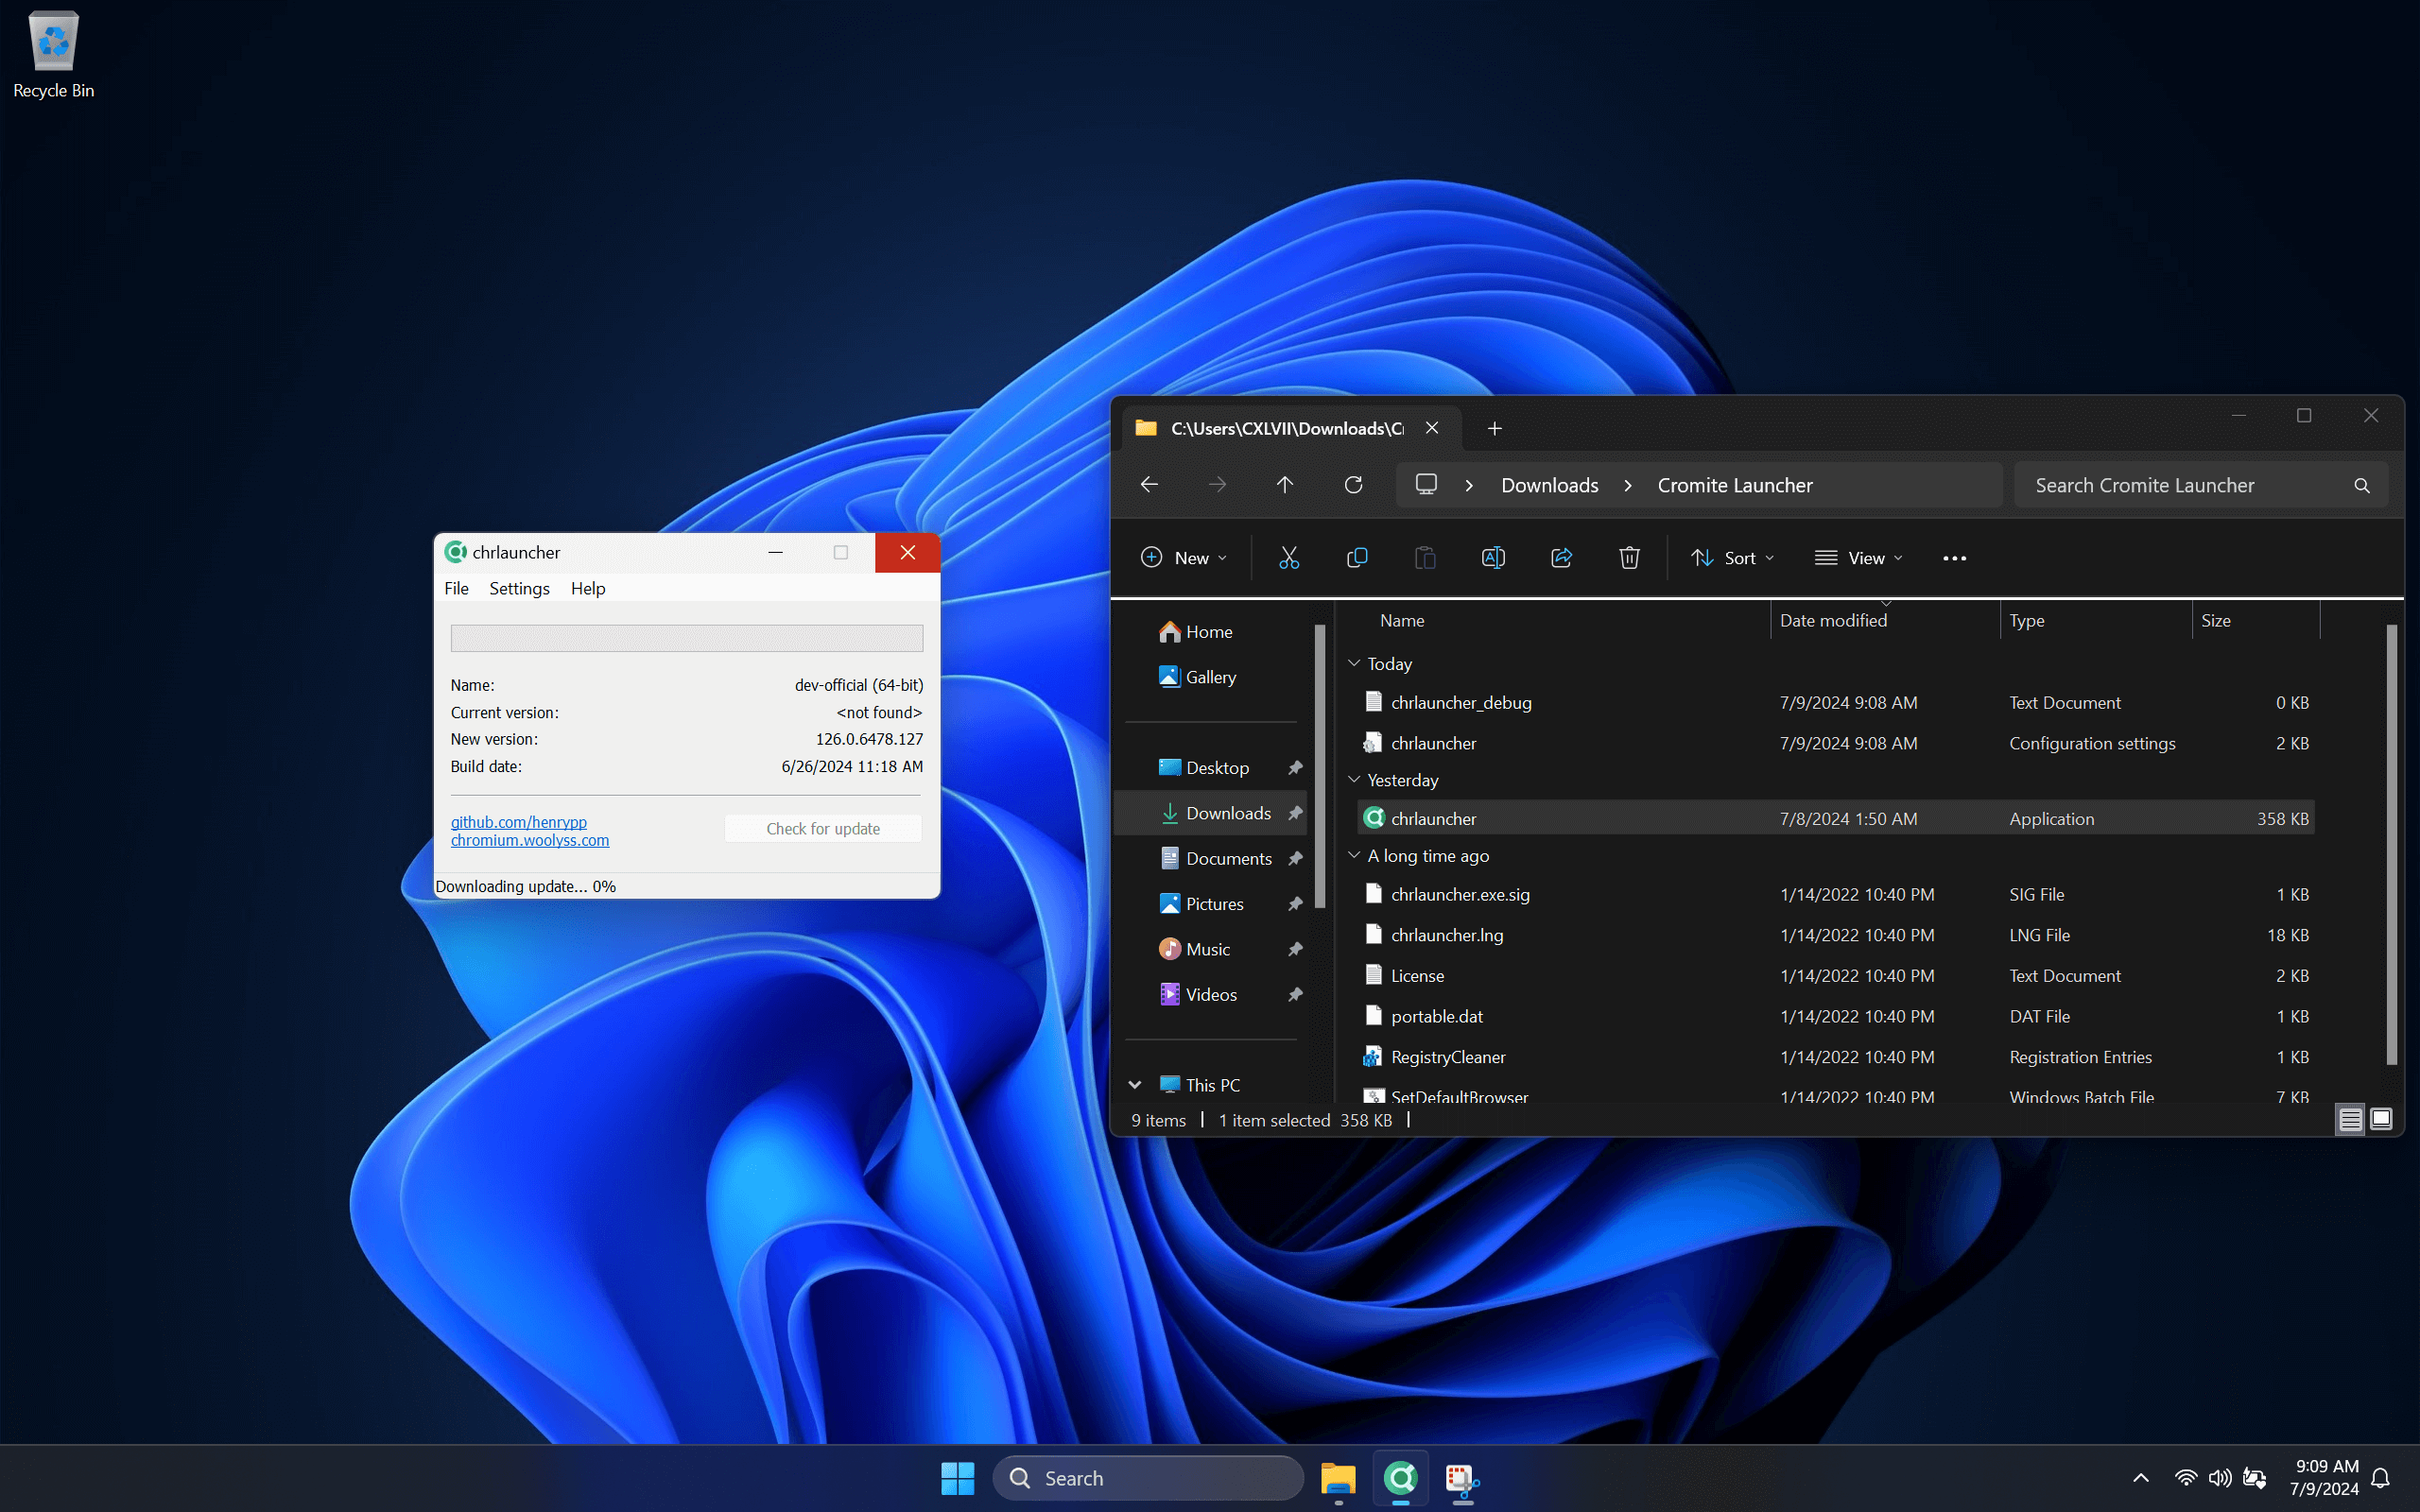 Recycle Bin
chrlauncher
File Settings Help
Name: dev-official (64-bit)
Current version: <not found>
New version: 126.0.6478.127
Build date: 6/26/2024 11:18 AM
github.com/henrypp
chromium.woolyss.com
Check for update
Downloading update... 0%
C:\Users\CXLVII\Downloads\C
Downloads Cromite Launcher
Search Cromite Launcher
New Sort View
Home
Gallery
Desktop
Downloads
Documents
Pictures
Music
Videos
This PC
Name Date modified Type Size
Today
chrlauncher_debug 7/9/2024 9:08 AM Text Document 0 KB
chrlauncher 7/9/2024 9:08 AM Configuration settings 2 KB
Yesterday
chrlauncher 7/8/2024 1:50 AM Application 358 KB
A long time ago
chrlauncher.exe.sig 1/14/2022 10:40 PM SIG File 1 KB
chrlauncher.lng 1/14/2022 10:40 PM LNG File 18 KB
License 1/14/2022 10:40 PM Text Document 2 KB
portable.dat 1/14/2022 10:40 PM DAT File 1 KB
RegistryCleaner 1/14/2022 10:40 PM Registration Entries 1 KB
SetDefaultBrowser 1/14/2022 10:40 PM Windows Batch File 7 KB
9 items 1 item selected 358 KB
Search
9:09 AM
7/9/2024